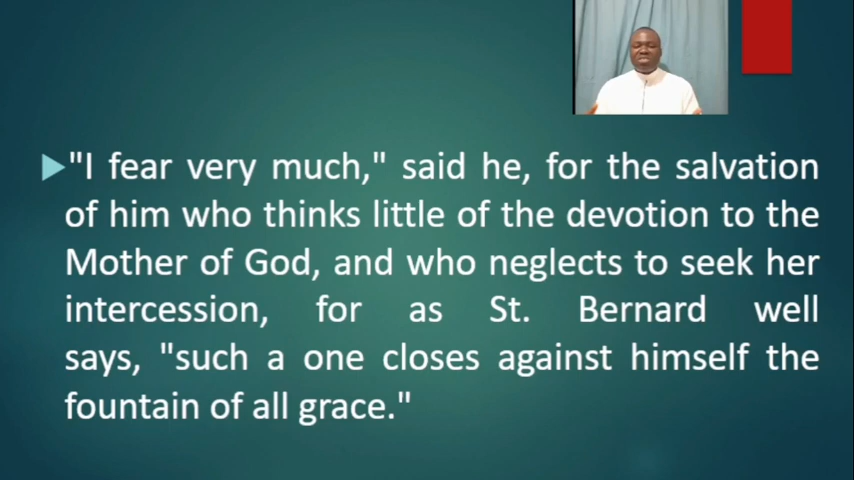 "I fear very much," said he, for the salvation
of him who thinks little of the devotion to the
Mother of God, and who neglects to seek her
intercession, for as St. Bernard well
says, "such a one closes against himself the
fountain of all grace."